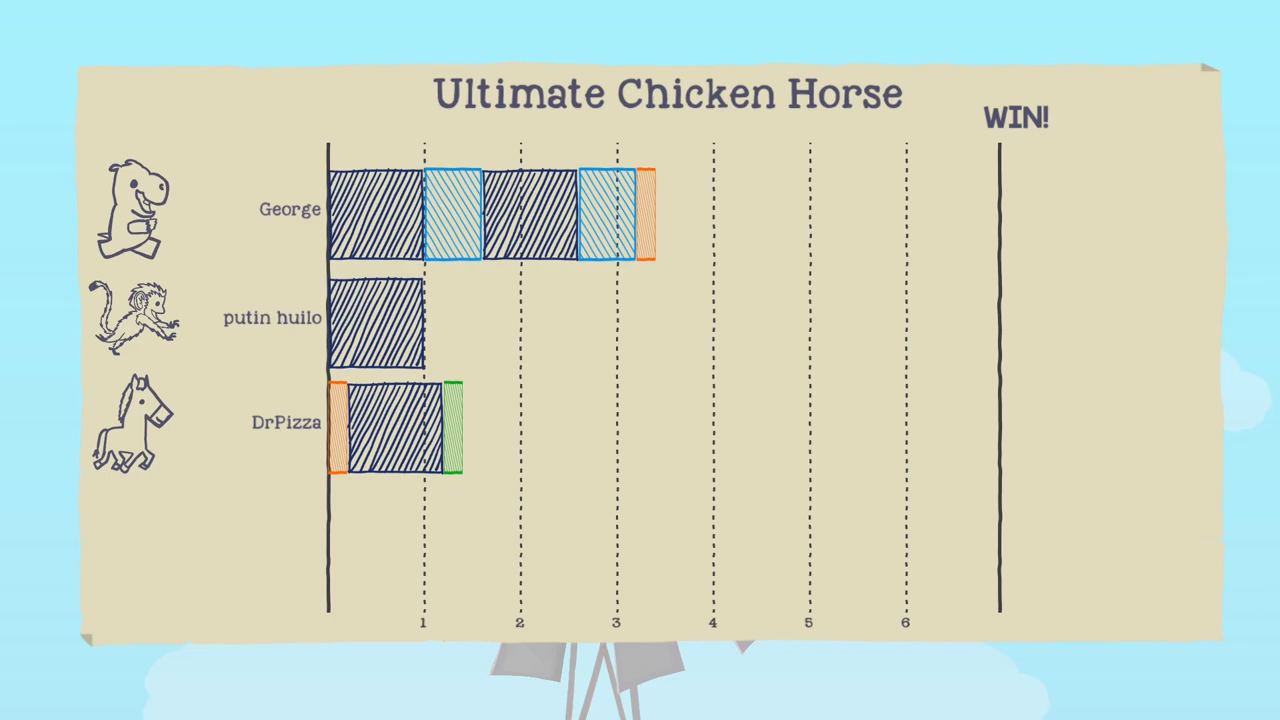 Ultimate Chicken Horse
WIN!
George
putin huilo
DrPizza
1 2 3 4 5 6